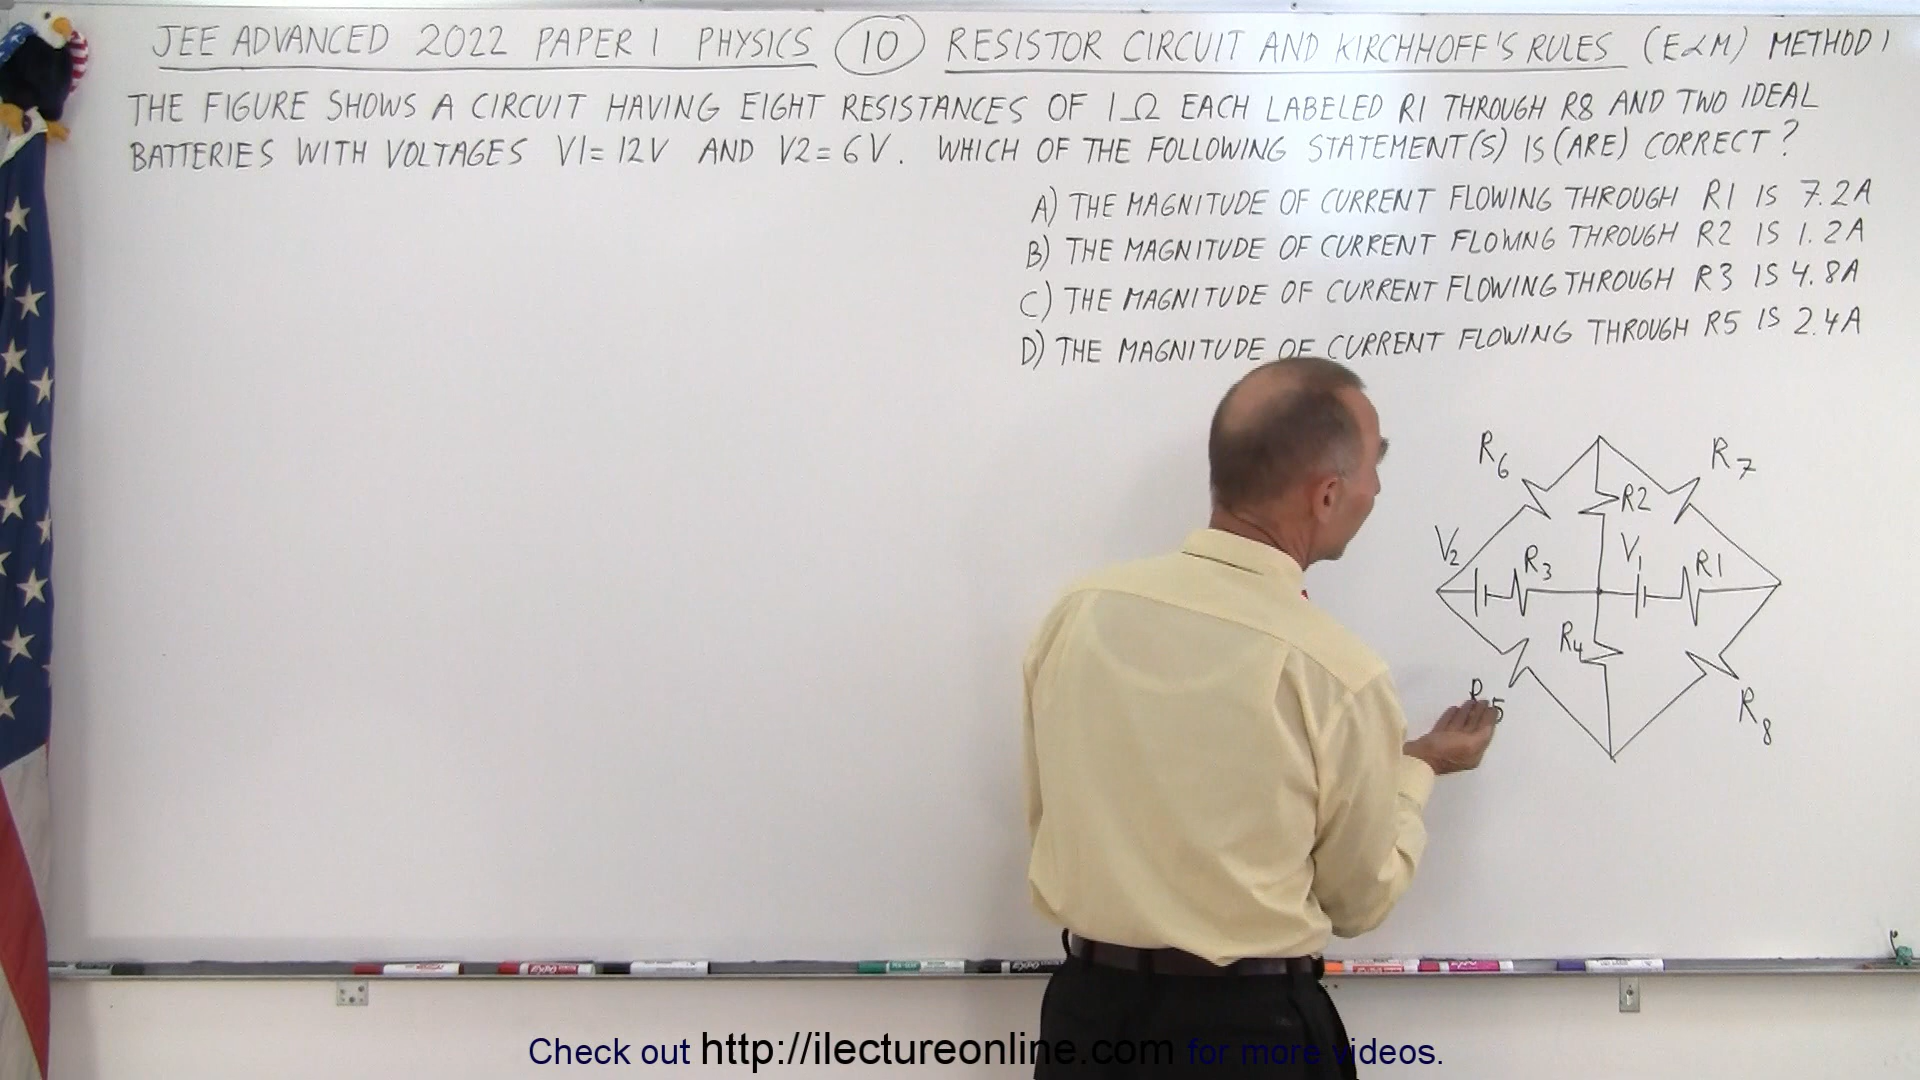 JEE ADVANCED 2022 PAPER 1 PHYSICS 10 RESISTOR CIRCUIT AND KIRCHHOFF'S RULES (E&M) METHOD 1
THE FIGURE SHOWS A CIRCUIT HAVING EIGHT RESISTANCES OF 1Ω EACH LABELED R1 THROUGH R8 AND TWO IDEAL
BATTERIES WITH VOLTAGES V1=12V AND V2=6V. WHICH OF THE FOLLOWING STATEMENT(S) IS (ARE) CORRECT?
A) THE MAGNITUDE OF CURRENT FLOWING THROUGH R1 IS 7.2A
B) THE MAGNITUDE OF CURRENT FLOWING THROUGH R2 IS 1.2A
C) THE MAGNITUDE OF CURRENT FLOWING THROUGH R3 IS 4.8A
D) THE MAGNITUDE OF CURRENT FLOWING THROUGH R5 IS 2.4A
R6 R7
R2
V2 R3 V1 R1
R4
R5 R8
EXPO
Check out http://ilectureonline.com for more videos.